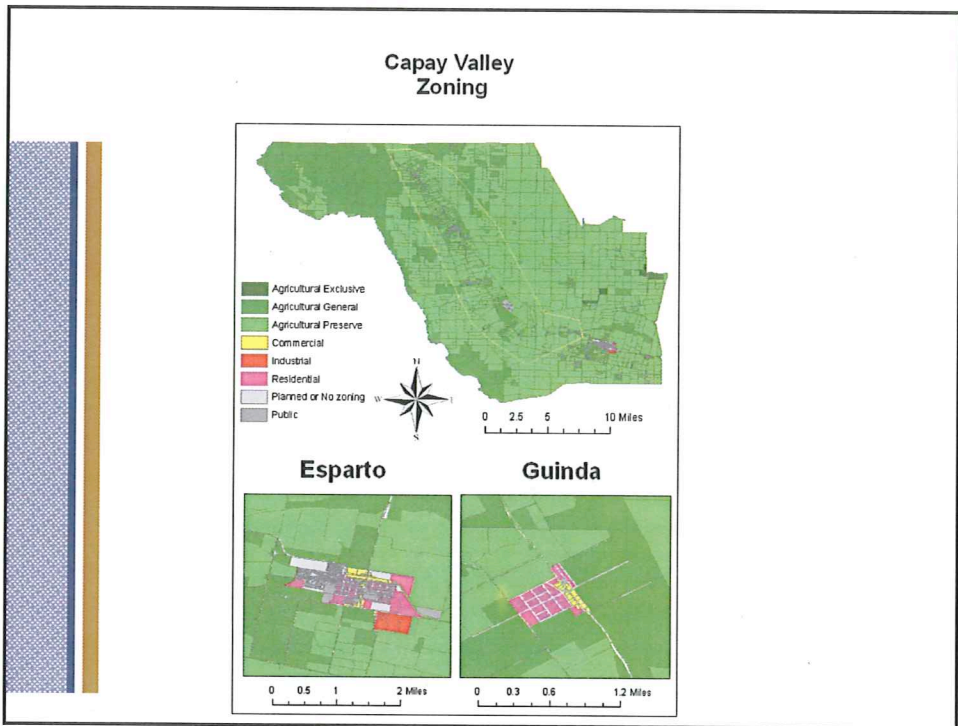 Capay Valley
Zoning
Agricultural Exclusive
Agricultural General
Agricultural Preserve
Commercial
Industrial
Residential
Planned or No zoning
Public
N
W
E
S
0 2.5 5 10 Miles
Esparto
Guinda
0 0.5 1 2 Miles
0 0.3 0.6 1.2 Miles